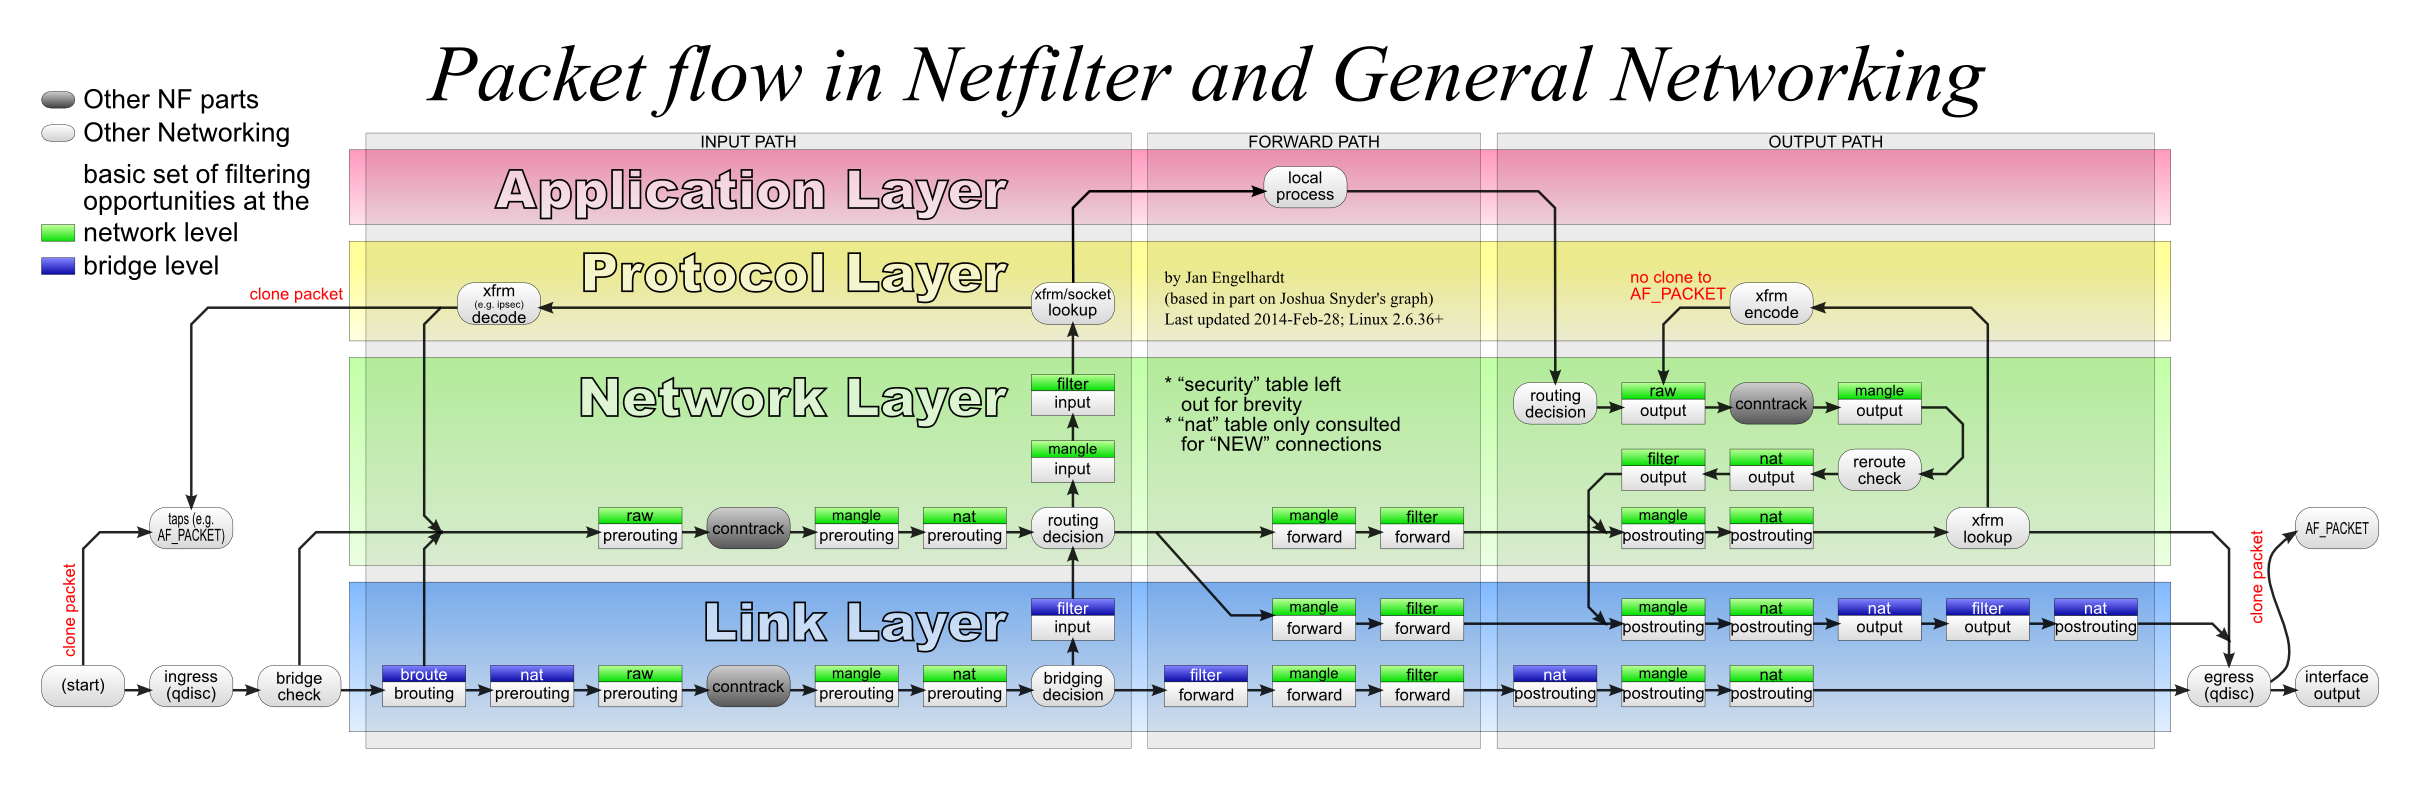 Packet flow in Netfilter and General Networking
Other NF parts
Other Networking
basic set of filtering
opportunities at the
network level
bridge level
INPUT PATH
FORWARD PATH
OUTPUT PATH
Application Layer
local
process
Protocol Layer
clone packet
xfrm
(e.g. ipsec)
decode
xfrm/socket
lookup
by Jan Engelhardt
(based in part on Joshua Snyder's graph)
Last updated 2014-Feb-28; Linux 2.6.36+
no clone to
AF_PACKET
xfrm
encode
Network Layer
filter
input
mangle
input
* “security” table left
out for brevity
* “nat” table only consulted
for “NEW” connections
routing
decision
raw
output
conntrack
mangle
output
filter
output
nat
output
reroute
check
taps (e.g.
AF_PACKET)
raw
prerouting
conntrack
mangle
prerouting
nat
prerouting
routing
decision
mangle
forward
filter
forward
mangle
postrouting
nat
postrouting
xfrm
lookup
AF_PACKET
clone packet
clone packet
Link Layer
filter
input
mangle
forward
filter
forward
mangle
postrouting
nat
postrouting
nat
output
filter
output
nat
postrouting
(start)
ingress
(qdisc)
bridge
check
broute
brouting
nat
prerouting
raw
prerouting
conntrack
mangle
prerouting
nat
prerouting
bridging
decision
filter
forward
mangle
forward
filter
forward
nat
postrouting
mangle
postrouting
nat
postrouting
egress
(qdisc)
interface
output